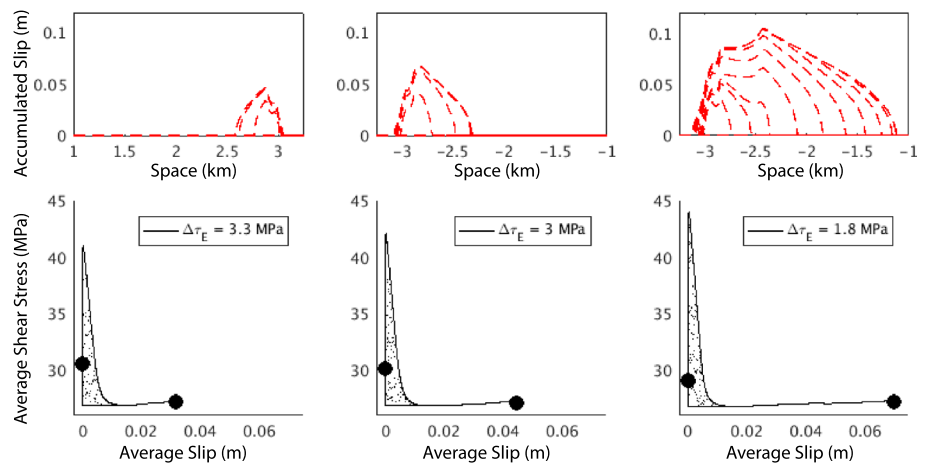 Accumulated Slip (m)
0.1
0.05
0
1 1.5 2 2.5 3
Space (km)
0.1
0.05
0
−3 −2.5 −2 −1.5 −1
Space (km)
0.1
0.05
0
−3 −2.5 −2 −1.5 −1
Space (km)
Average Shear Stress (MPa)
45
40
35
30
ΔτE = 3.3 MPa
0 0.02 0.04 0.06
Average Slip (m)
45
40
35
30
ΔτE = 3 MPa
0 0.02 0.04 0.06
Average Slip (m)
45
40
35
30
ΔτE = 1.8 MPa
0 0.02 0.04 0.06
Average Slip (m)